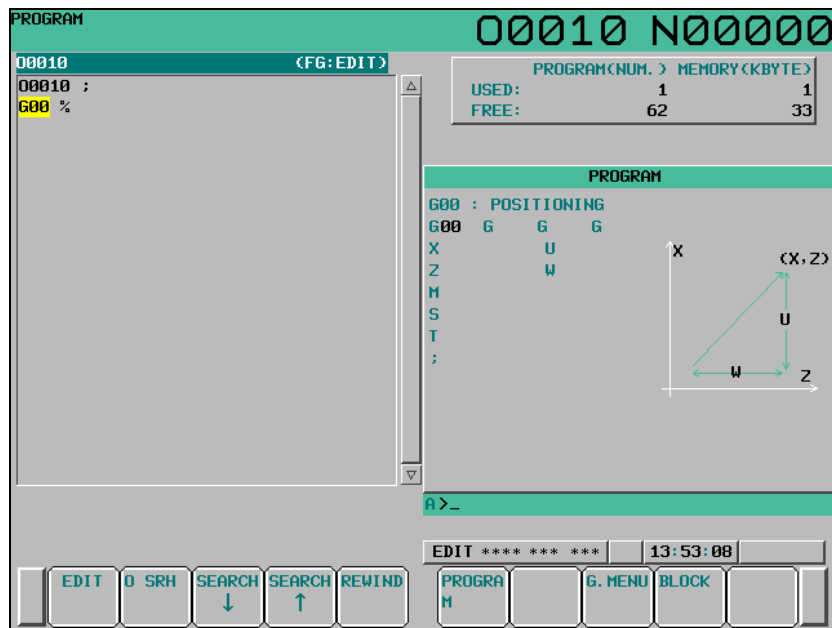 PROGRAM
O0010 N00000
O0010 (FG:EDIT)
O0010 ;
G00 %
PROGRAM(NUM.) MEMORY(KBYTE)
USED: 1 1
FREE: 62 33
PROGRAM
G00 : POSITIONING
G00 G G G
X U
Z W
M
S
T
;
X
(X,Z)
U
W
Z
A>_
EDIT **** *** *** 13:53:08
EDIT O SRH SEARCH ↓ SEARCH ↑ REWIND PROGRA
M G.MENU BLOCK